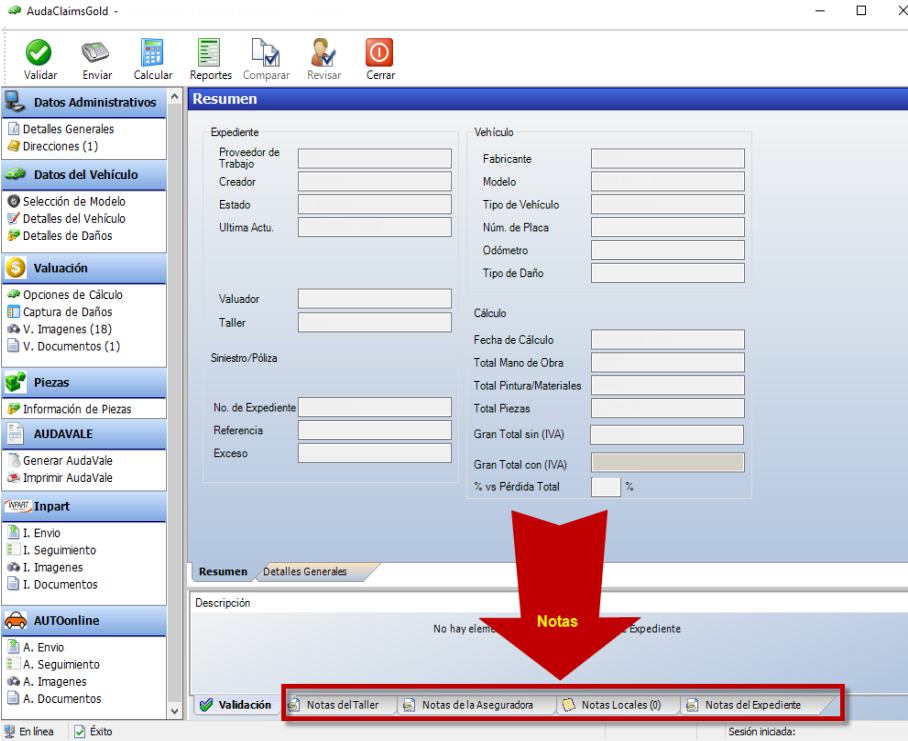 AudaClaimsGold -
Validar Enviar Calcular Reportes Comparar Revisar Cerrar
Datos Administrativos
Detalles Generales
Direcciones (1)
Datos del Vehículo
Selección de Modelo
Detalles del Vehículo
Detalles de Daños
Valuación
Opciones de Cálculo
Captura de Daños
V. Imagenes (18)
V. Documentos (1)
Piezas
Información de Piezas
AUDAVALE
Generar AudaVale
Imprimir AudaVale
INPART Inpart
I. Envio
I. Seguimiento
I. Imagenes
I. Documentos
AUTOonline
A. Envio
A. Seguimiento
A. Imagenes
A. Documentos
Resumen
Expediente
Proveedor de
Trabajo
Creador
Estado
Ultima Actu.
Valuador
Taller
Siniestro/Póliza
No. de Expediente
Referencia
Exceso
Vehículo
Fabricante
Modelo
Tipo de Vehículo
Núm. de Placa
Odómetro
Tipo de Daño
Cálculo
Fecha de Cálculo
Total Mano de Obra
Total Pintura/Materiales
Total Piezas
Gran Total sin (IVA)
Gran Total con (IVA)
% vs Pérdida Total %
Resumen Detalles Generales
Descripción
Notas
No hay eleme Expediente
Validación Notas del Taller Notas de la Aseguradora Notas Locales (0) Notas del Expediente
En línea Éxito Sesión iniciada: